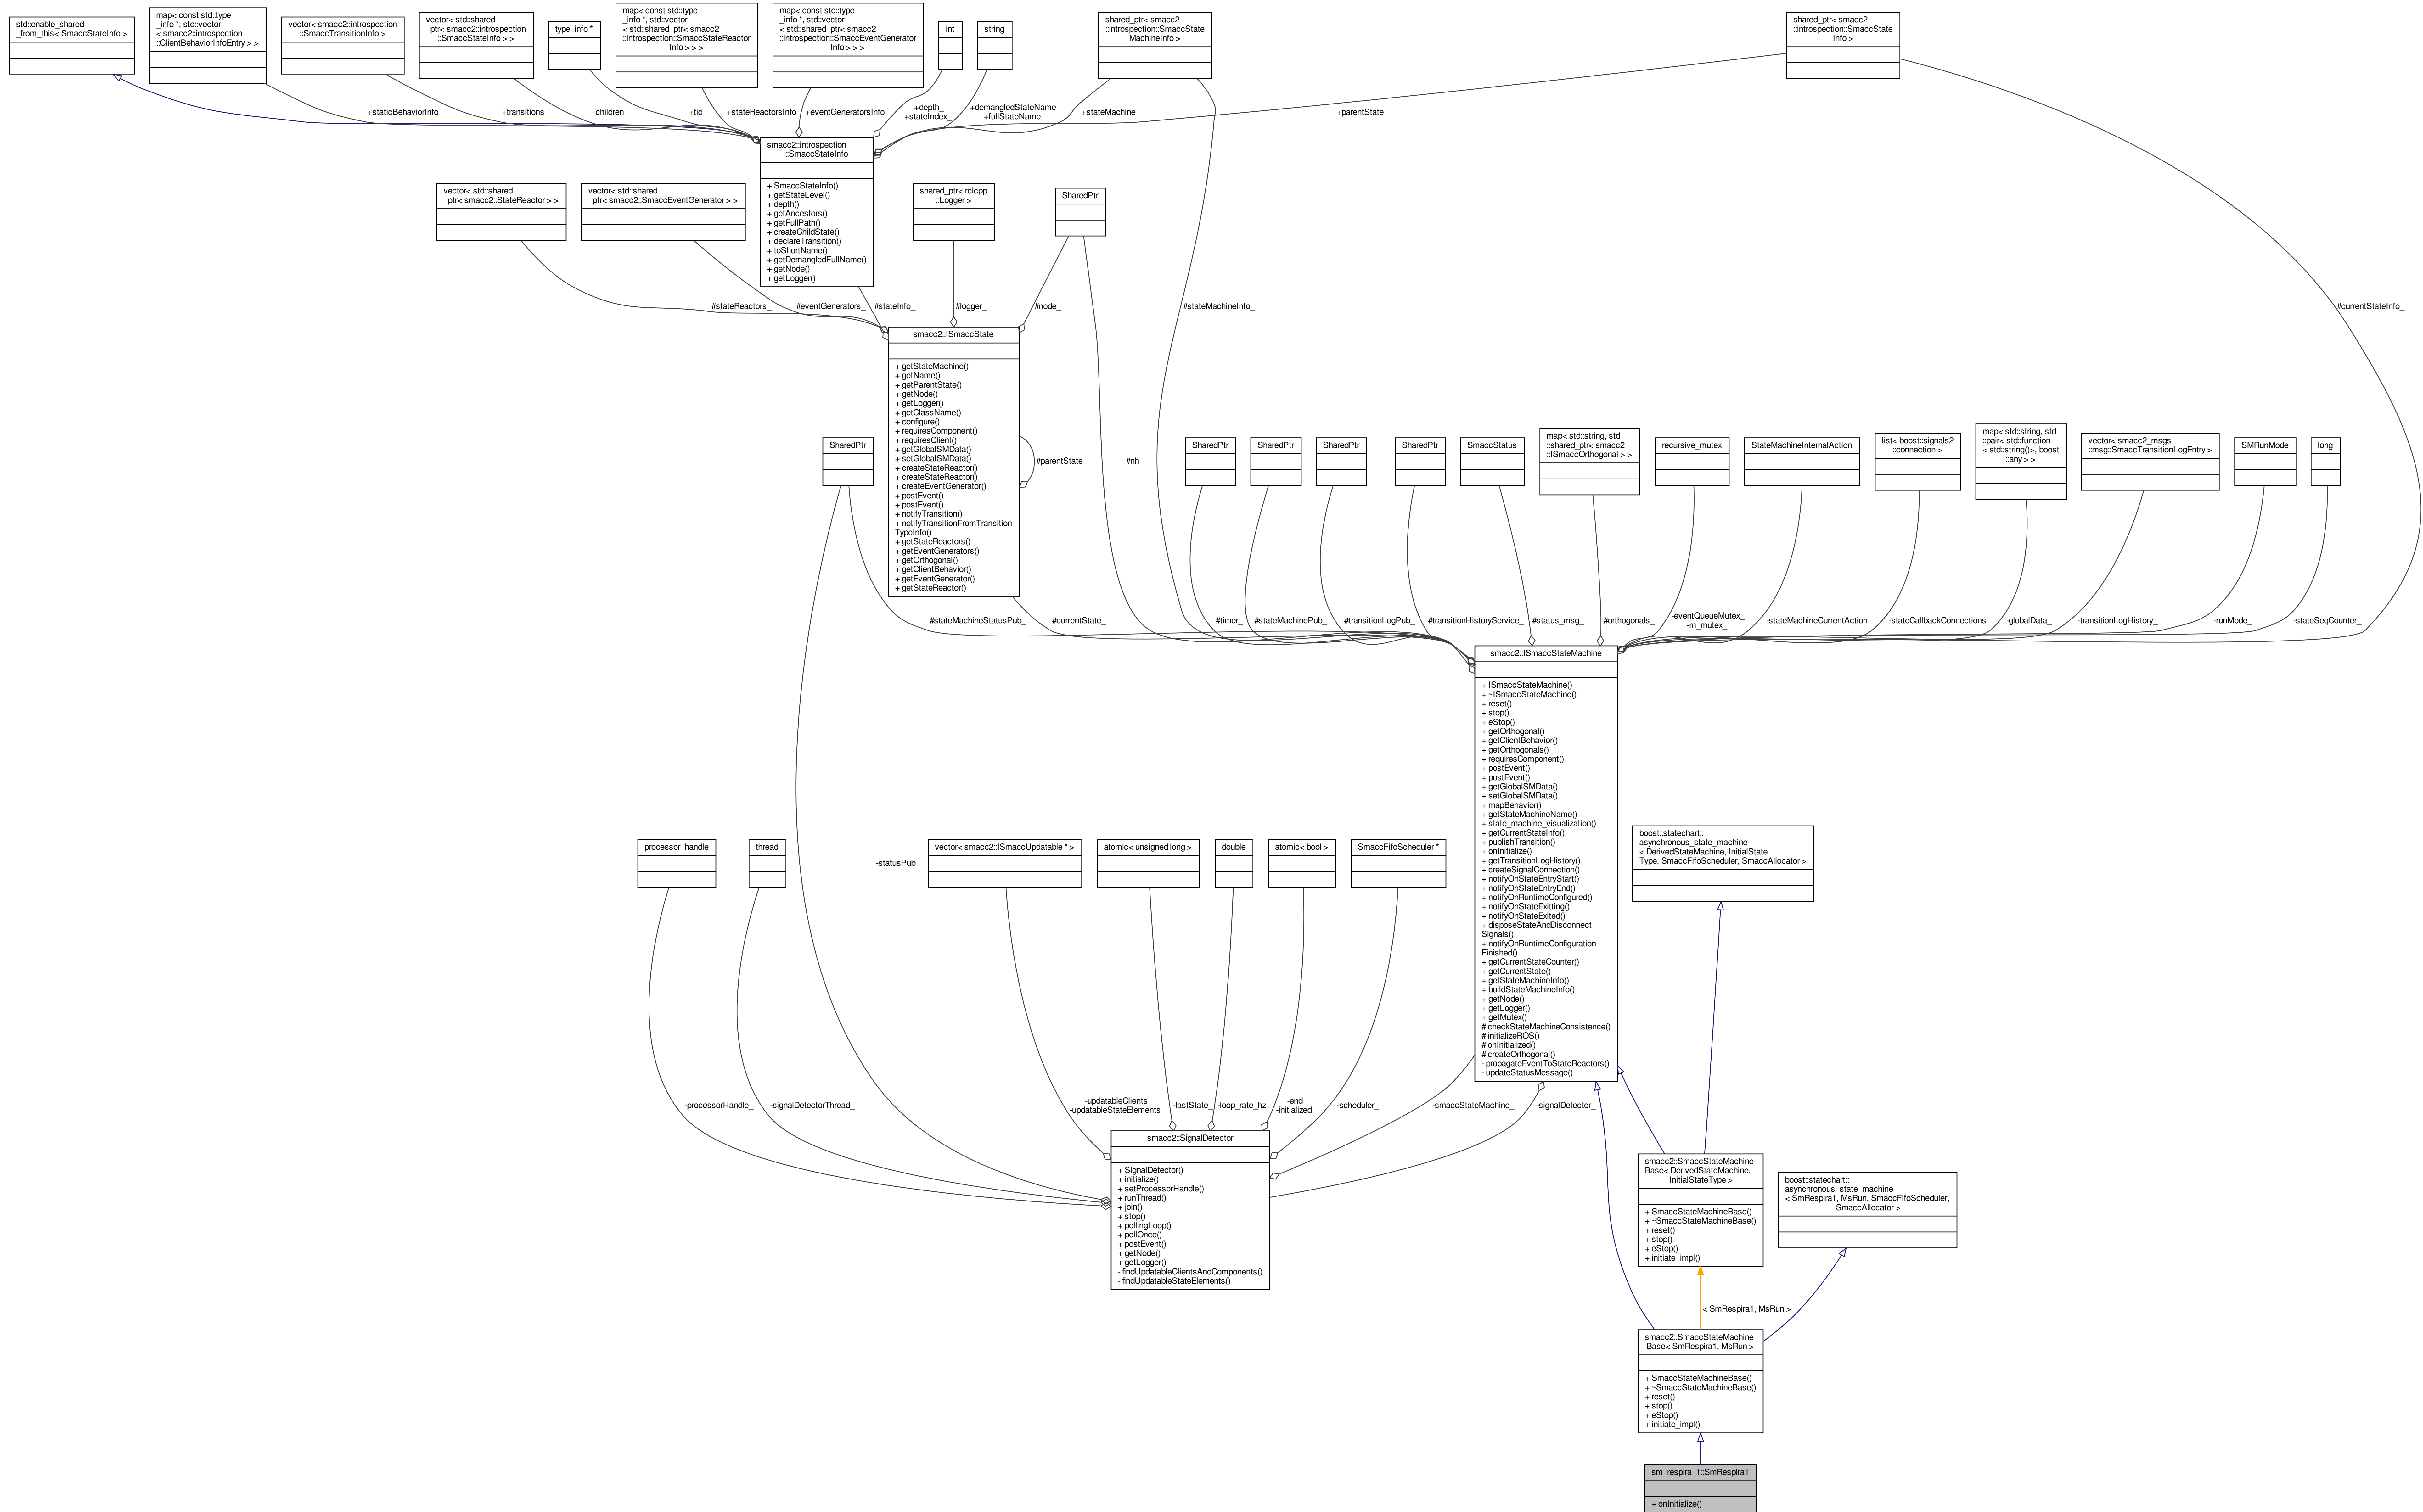 std::enable_shared
_from_this< SmaccStateInfo >
map< const std::type
_info *, std::vector
< smacc2::introspection
::ClientBehaviorInfoEntry > >
vector< smacc2::introspection
::SmaccTransitionInfo >
vector< std::shared
_ptr< smacc2::introspection
::SmaccStateInfo > >
type_info *
map< const std::type
_info *, std::vector
< std::shared_ptr< smacc2
::introspection::SmaccStateReactor
Info > > >
map< const std::type
_info *, std::vector
< std::shared_ptr< smacc2
::introspection::SmaccEventGenerator
Info > > >
int
string
shared_ptr< smacc2
::introspection::SmaccState
MachineInfo >
shared_ptr< smacc2
::introspection::SmaccState
Info >
+staticBehaviorInfo
+transitions_
+children_
+tid_
+stateReactorsInfo
+eventGeneratorsInfo
+depth_
+stateIndex_
+demangledStateName
+fullStateName
+stateMachine_
+parentState_
smacc2::introspection
::SmaccStateInfo
+ SmaccStateInfo()
+ getStateLevel()
+ depth()
+ getAncestors()
+ getFullPath()
+ createChildState()
+ declareTransition()
+ toShortName()
+ getDemangledFullName()
+ getNode()
+ getLogger()
vector< std::shared
_ptr< smacc2::StateReactor > >
vector< std::shared
_ptr< smacc2::SmaccEventGenerator > >
shared_ptr< rclcpp
::Logger >
SharedPtr
#stateReactors_
#eventGenerators_
#stateInfo_
#logger_
#node_
#stateMachineInfo_
#currentStateInfo_
smacc2::ISmaccState
+ getStateMachine()
+ getName()
+ getParentState()
+ getNode()
+ getLogger()
+ getClassName()
+ configure()
+ requiresComponent()
+ requiresClient()
+ getGlobalSMData()
+ setGlobalSMData()
+ createStateReactor()
+ createStateReactor()
+ createEventGenerator()
+ postEvent()
+ postEvent()
+ notifyTransition()
+ notifyTransitionFromTransition
TypeInfo()
+ getStateReactors()
+ getEventGenerators()
+ getOrthogonal()
+ getClientBehavior()
+ getEventGenerator()
+ getStateReactor()
#parentState_
#nh_
SharedPtr
SharedPtr
SharedPtr
SharedPtr
SharedPtr
SmaccStatus
map< std::string, std
::shared_ptr< smacc2
::ISmaccOrthogonal > >
recursive_mutex
StateMachineInternalAction
list< boost::signals2
::connection >
map< std::string, std
::pair< std::function
< std::string()>, boost
::any > >
vector< smacc2_msgs
::msg::SmaccTransitionLogEntry >
SMRunMode
long
#stateMachineStatusPub_
#currentState_
#timer_
#stateMachinePub_
#transitionLogPub_
#transitionHistoryService_
#status_msg_
#orthogonals_
-eventQueueMutex_
-m_mutex_
-stateMachineCurrentAction
-stateCallbackConnections
-globalData_
-transitionLogHistory_
-runMode_
-stateSeqCounter_
smacc2::ISmaccStateMachine
+ ISmaccStateMachine()
+ ~ISmaccStateMachine()
+ reset()
+ stop()
+ eStop()
+ getOrthogonal()
+ getClientBehavior()
+ getOrthogonals()
+ requiresComponent()
+ postEvent()
+ postEvent()
+ getGlobalSMData()
+ setGlobalSMData()
+ mapBehavior()
+ getStateMachineName()
+ state_machine_visualization()
+ getCurrentStateInfo()
+ publishTransition()
+ onInitialize()
+ getTransitionLogHistory()
+ createSignalConnection()
+ notifyOnStateEntryStart()
+ notifyOnStateEntryEnd()
+ notifyOnRuntimeConfigured()
+ notifyOnStateExitting()
+ notifyOnStateExited()
+ disposeStateAndDisconnect
Signals()
+ notifyOnRuntimeConfiguration
Finished()
+ getCurrentStateCounter()
+ getCurrentState()
+ getStateMachineInfo()
+ buildStateMachineInfo()
+ getNode()
+ getLogger()
+ getMutex()
# checkStateMachineConsistence()
# initializeROS()
# onInitialized()
# createOrthogonal()
- propagateEventToStateReactors()
- updateStatusMessage()
processor_handle
thread
-statusPub_
vector< smacc2::ISmaccUpdatable * >
atomic< unsigned long >
double
atomic< bool >
SmaccFifoScheduler *
boost::statechart::
asynchronous_state_machine
< DerivedStateMachine, InitialState
Type, SmaccFifoScheduler, SmaccAllocator >
-processorHandle_
-signalDetectorThread_
-updatableClients_
-updatableStateElements_
-lastState_
-loop_rate_hz
-end_
-initialized_
-scheduler_
-smaccStateMachine_
-signalDetector_
smacc2::SignalDetector
+ SignalDetector()
+ initialize()
+ setProcessorHandle()
+ runThread()
+ join()
+ stop()
+ pollingLoop()
+ pollOnce()
+ postEvent()
+ getNode()
+ getLogger()
- findUpdatableClientsAndComponents()
- findUpdatableStateElements()
smacc2::SmaccStateMachine
Base< DerivedStateMachine,
InitialStateType >
+ SmaccStateMachineBase()
+ ~SmaccStateMachineBase()
+ reset()
+ stop()
+ eStop()
+ initiate_impl()
boost::statechart::
asynchronous_state_machine
< SmRespira1, MsRun, SmaccFifoScheduler,
SmaccAllocator >
< SmRespira1, MsRun >
smacc2::SmaccStateMachine
Base< SmRespira1, MsRun >
+ SmaccStateMachineBase()
+ ~SmaccStateMachineBase()
+ reset()
+ stop()
+ eStop()
+ initiate_impl()
sm_respira_1::SmRespira1
+ onInitialize()